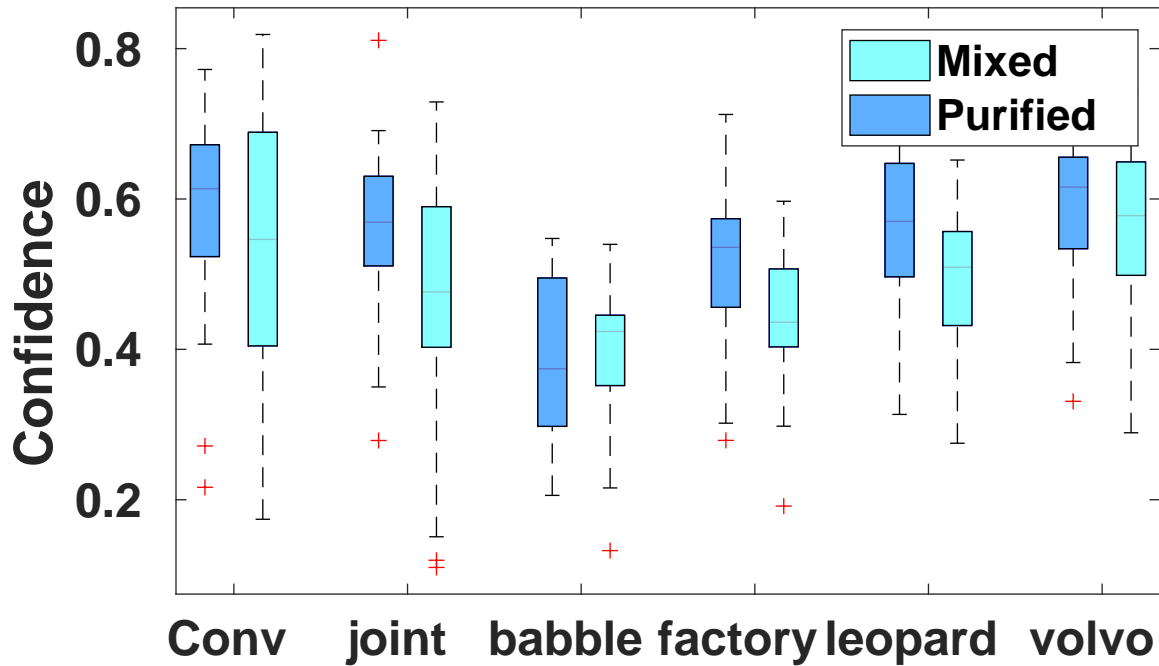 Confidence
0.8
0.6
0.4
0.2
Mixed
Purified
Conv joint babble factory leopard volvo